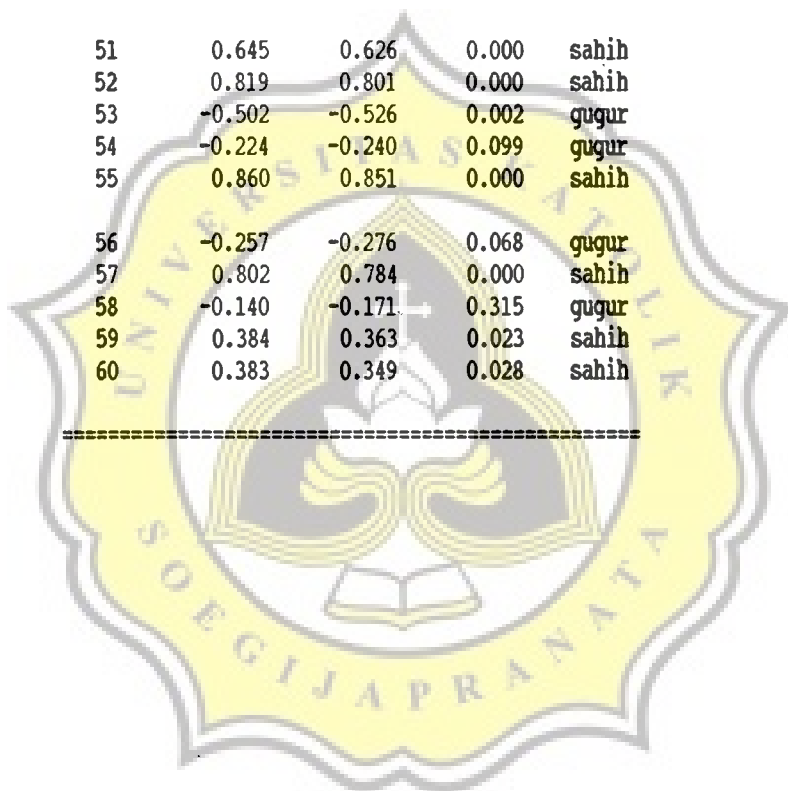 51 0.645 0.626 0.000 sahih
52 0.819 0.801 0.000 sahih
53 -0.502 -0.526 0.002 gugur
54 -0.224 -0.240 0.099 gugur
55 0.860 0.851 0.000 sahih
56 -0.257 -0.276 0.068 gugur
57 0.802 0.784 0.000 sahih
58 -0.140 -0.171 0.315 gugur
59 0.384 0.363 0.023 sahih
60 0.383 0.349 0.028 sahih
UNIVERSITAS KATOLIK
SOEGIJAPRANATA